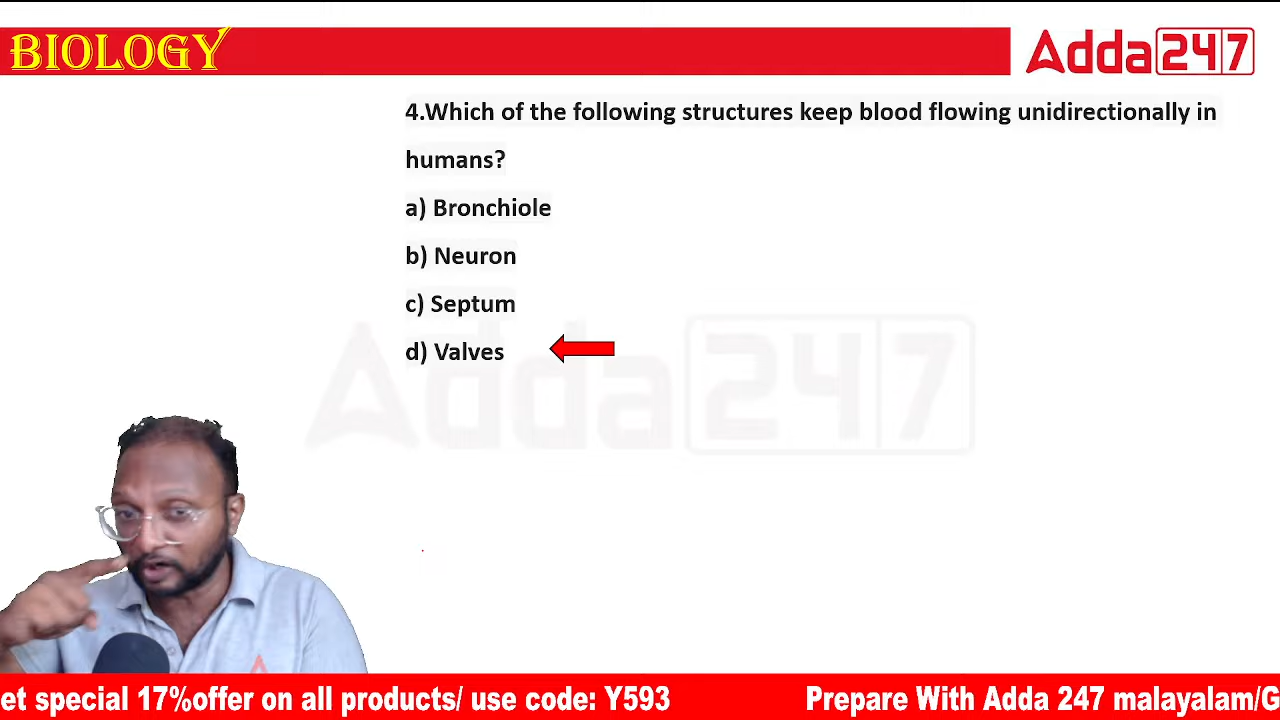 BIOLOGY
Adda247
4.Which of the following structures keep blood flowing unidirectionally in
humans?
a) Bronchiole
b) Neuron
c) Septum
d) Valves
Adda247
et special 17%offer on all products/ use code: Y593 Prepare With Adda 247 malayalam/G